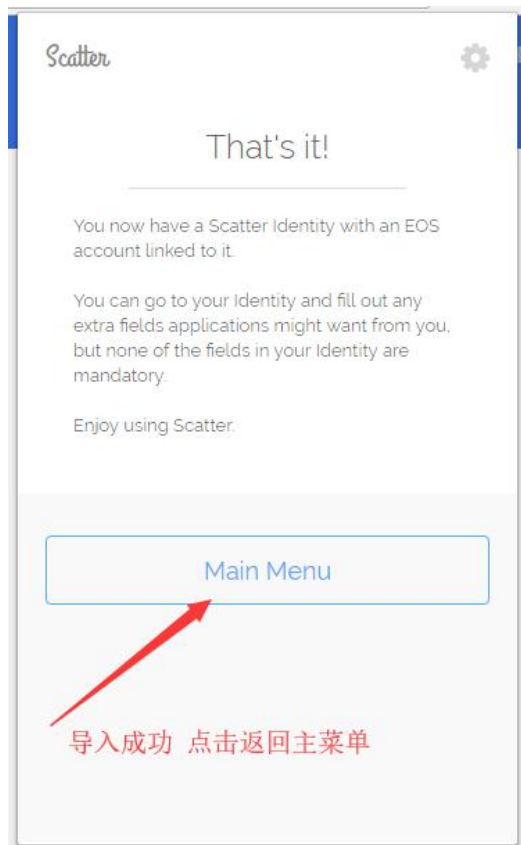 Scatter
That's it!
You now have a Scatter Identity with an EOS
account linked to it.
You can go to your Identity and fill out any
extra fields applications might want from you,
but none of the fields in your Identity are
mandatory.
Enjoy using Scatter.
Main Menu
导入成功 点击返回主菜单